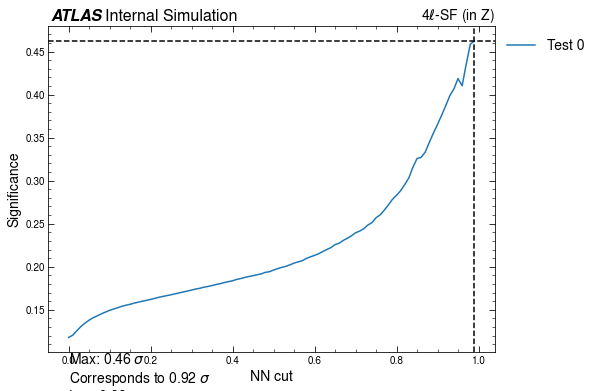 ATLAS Internal Simulation
4ℓ-SF (in Z)
Test 0
Significance
0.45
0.40
0.35
0.30
0.25
0.20
0.15
0.2
0.4
0.6
0.8
1.0
NN cut
Max: 0.46 σ
Corresponds to 0.92 σ